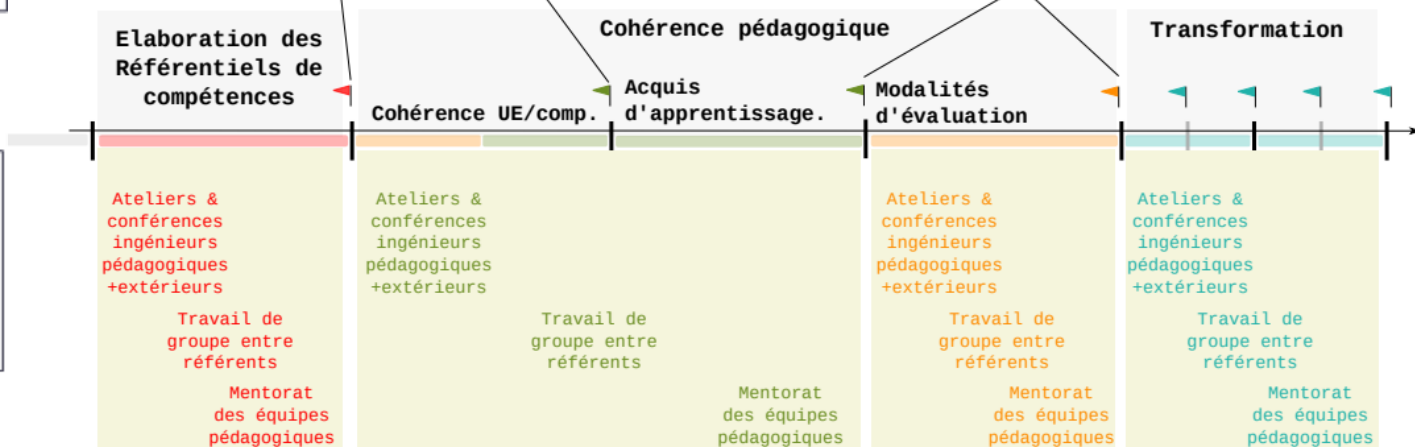 Elaboration des
Référentiels de
compétences
Cohérence pédagogique
Cohérence UE/comp.
Acquis
d'apprentissage.
Modalités
d'évaluation
Transformation
Ateliers &
conférences
ingénieurs
pédagogiques
+extérieurs
Travail de
groupe entre
référents
Mentorat
des équipes
pédagogiques
Ateliers &
conférences
ingénieurs
pédagogiques
+extérieurs
Travail de
groupe entre
référents
Mentorat
des équipes
pédagogiques
Ateliers &
conférences
ingénieurs
pédagogiques
+extérieurs
Travail de
groupe entre
référents
Mentorat
des équipes
pédagogiques
Ateliers &
conférences
ingénieurs
pédagogiques
+extérieurs
Travail de
groupe entre
référents
Mentorat
des équipes
pédagogiques